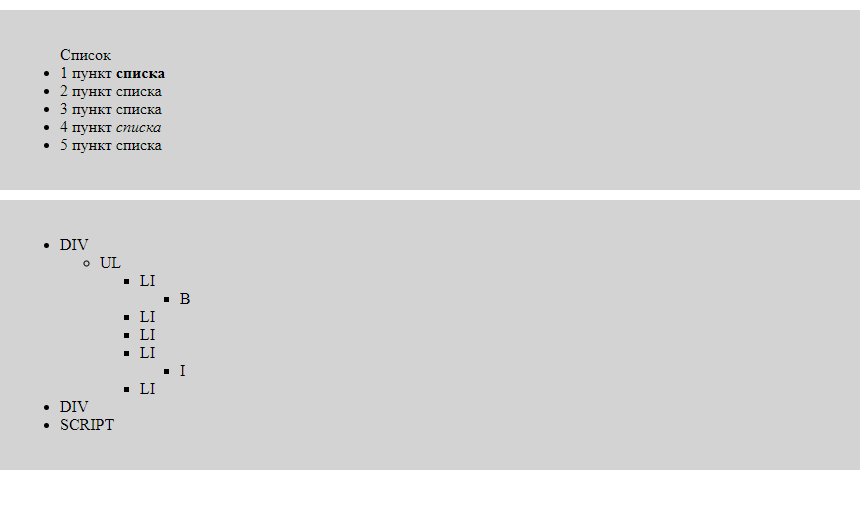 Список
1 пункт списка
2 пункт списка
3 пункт списка
4 пункт списка
5 пункт списка
DIV
UL
LI
B
LI
LI
LI
I
LI
DIV
SCRIPT